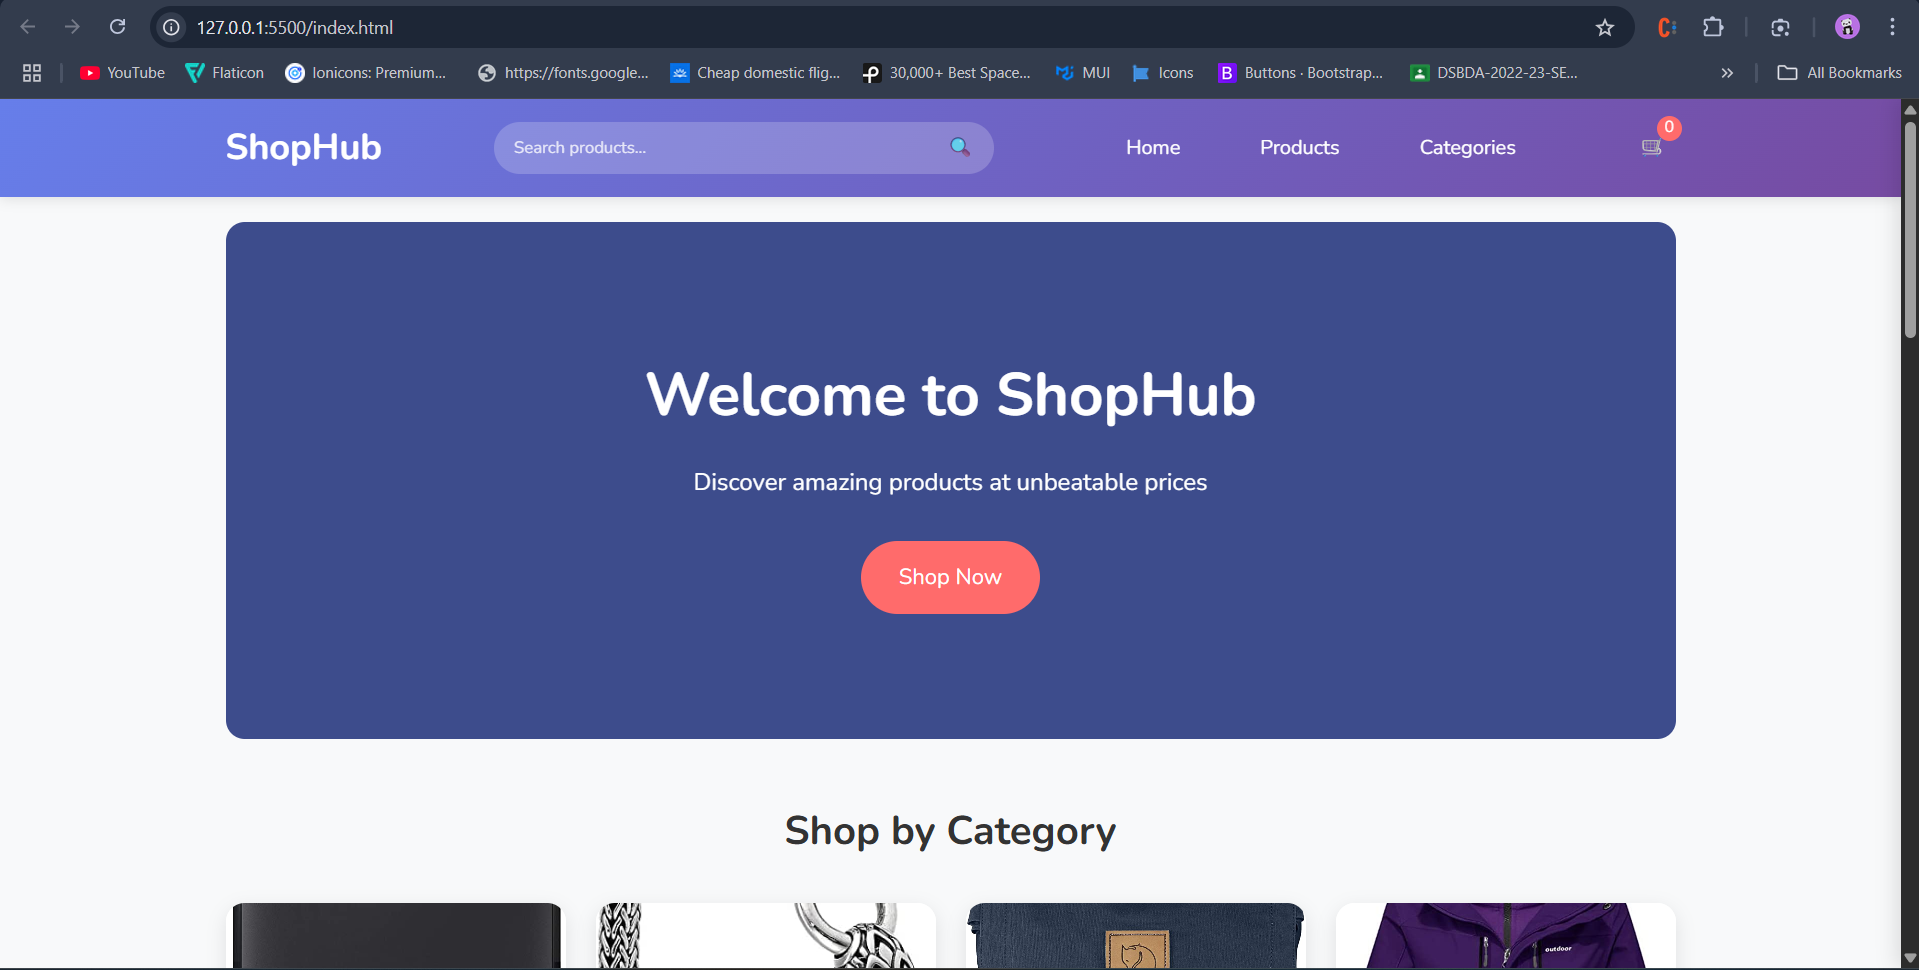 127.0.0.1:5500/index.html
YouTube Flaticon Ionicons: Premium... https://fonts.google... Cheap domestic flig... 30,000+ Best Space... MUI Icons Buttons · Bootstrap... DSBDA-2022-23-SE... » All Bookmarks
ShopHub Search products... Home Products Categories 0
Welcome to ShopHub
Discover amazing products at unbeatable prices
Shop Now
Shop by Category
outdoor